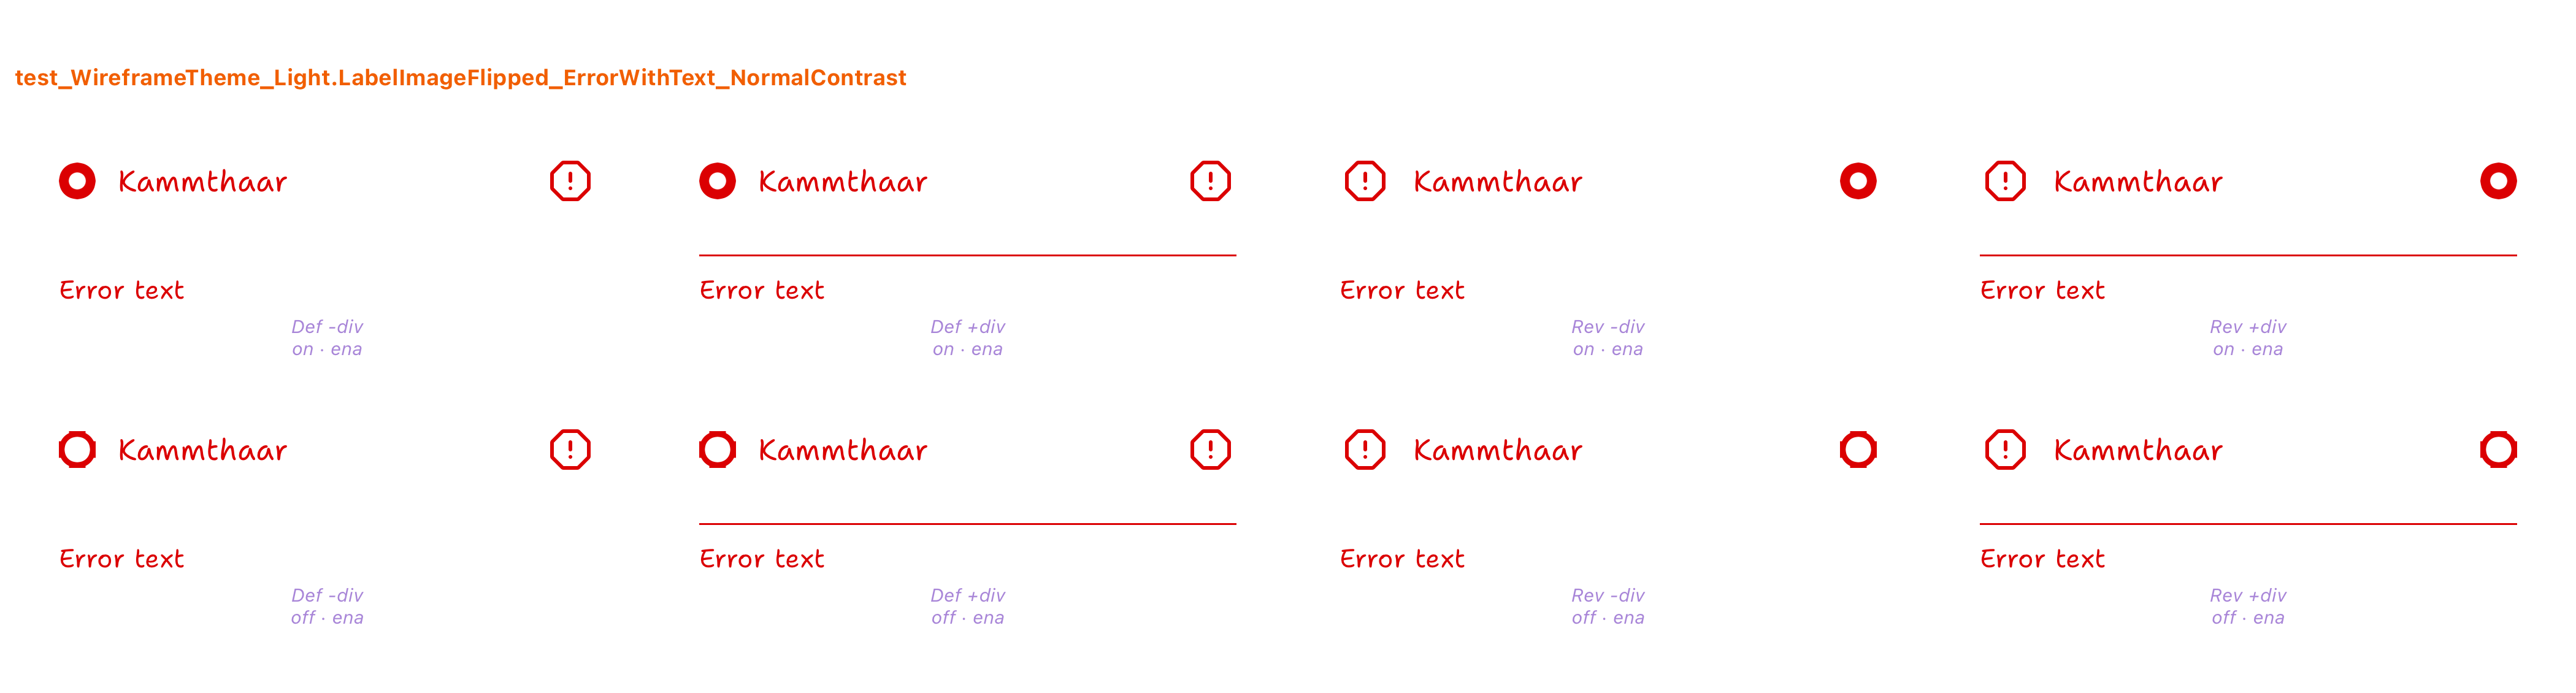 test_WireframeTheme_Light.LabelImageFlipped_ErrorWithText_NormalContrast
Kammthaar
Kammthaar
Kammthaar
Kammthaar
Error text
Error text
Error text
Error text
Def -div
on · ena
Def +div
on · ena
Rev -div
on · ena
Rev +div
on · ena
Kammthaar
Kammthaar
Kammthaar
Kammthaar
Error text
Error text
Error text
Error text
Def -div
off · ena
Def +div
off · ena
Rev -div
off · ena
Rev +div
off · ena